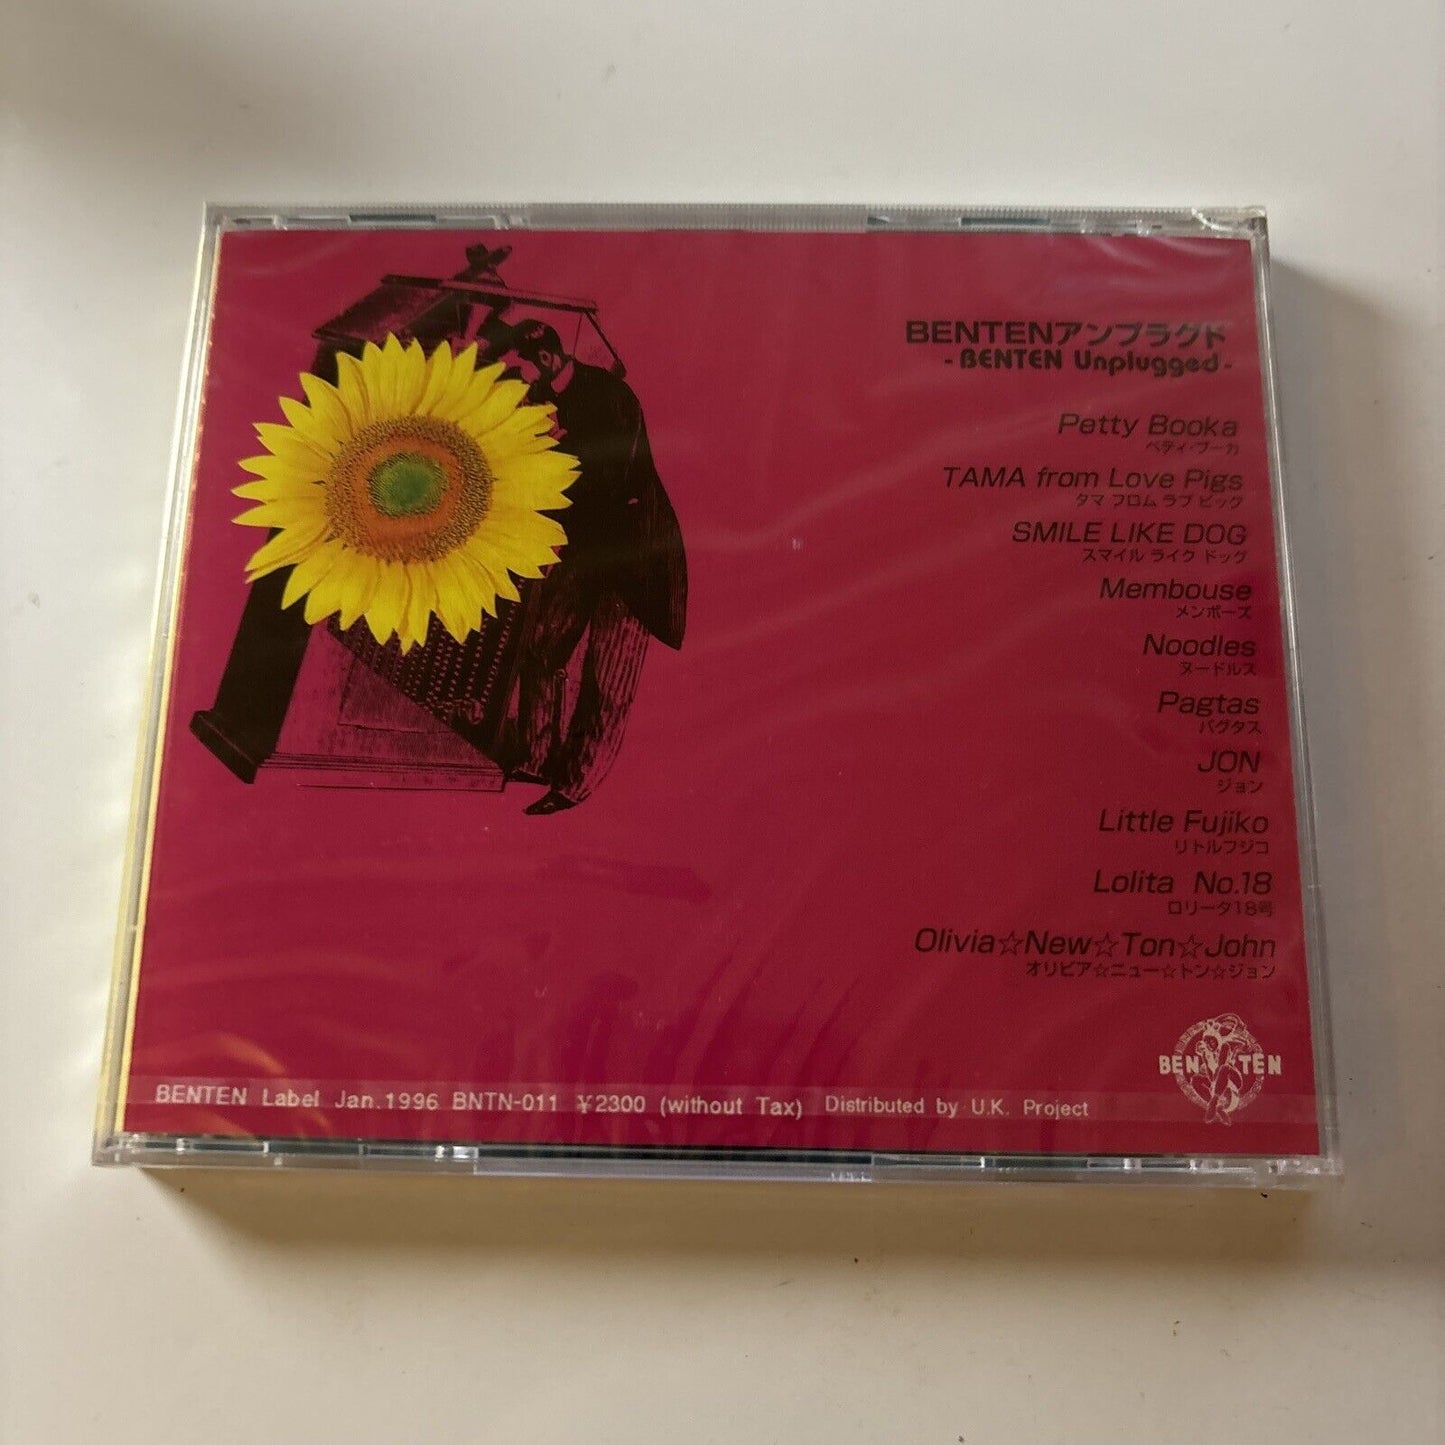 BENTENアンプラグド
- BENTEN Unplugged -
Petty Booka
ペティ・ブーカ
TAMA from Love Pigs
タマ フロム ラブ ピッグ
SMILE LIKE DOG
スマイル ライク ドッグ
Membouse
メンボーズ
Noodles
ヌードルス
Pagtas
パグタス
JON
ジョン
Little Fujiko
リトルフジコ
Lolita No.18
ロリータ18号
Olivia☆New☆Ton☆John
オリビア☆ニュー☆トン☆ジョン
BENTEN
BENTEN Label Jan.1996 BNTN-011 ¥2300 (without Tax) Distributed by U.K. Project